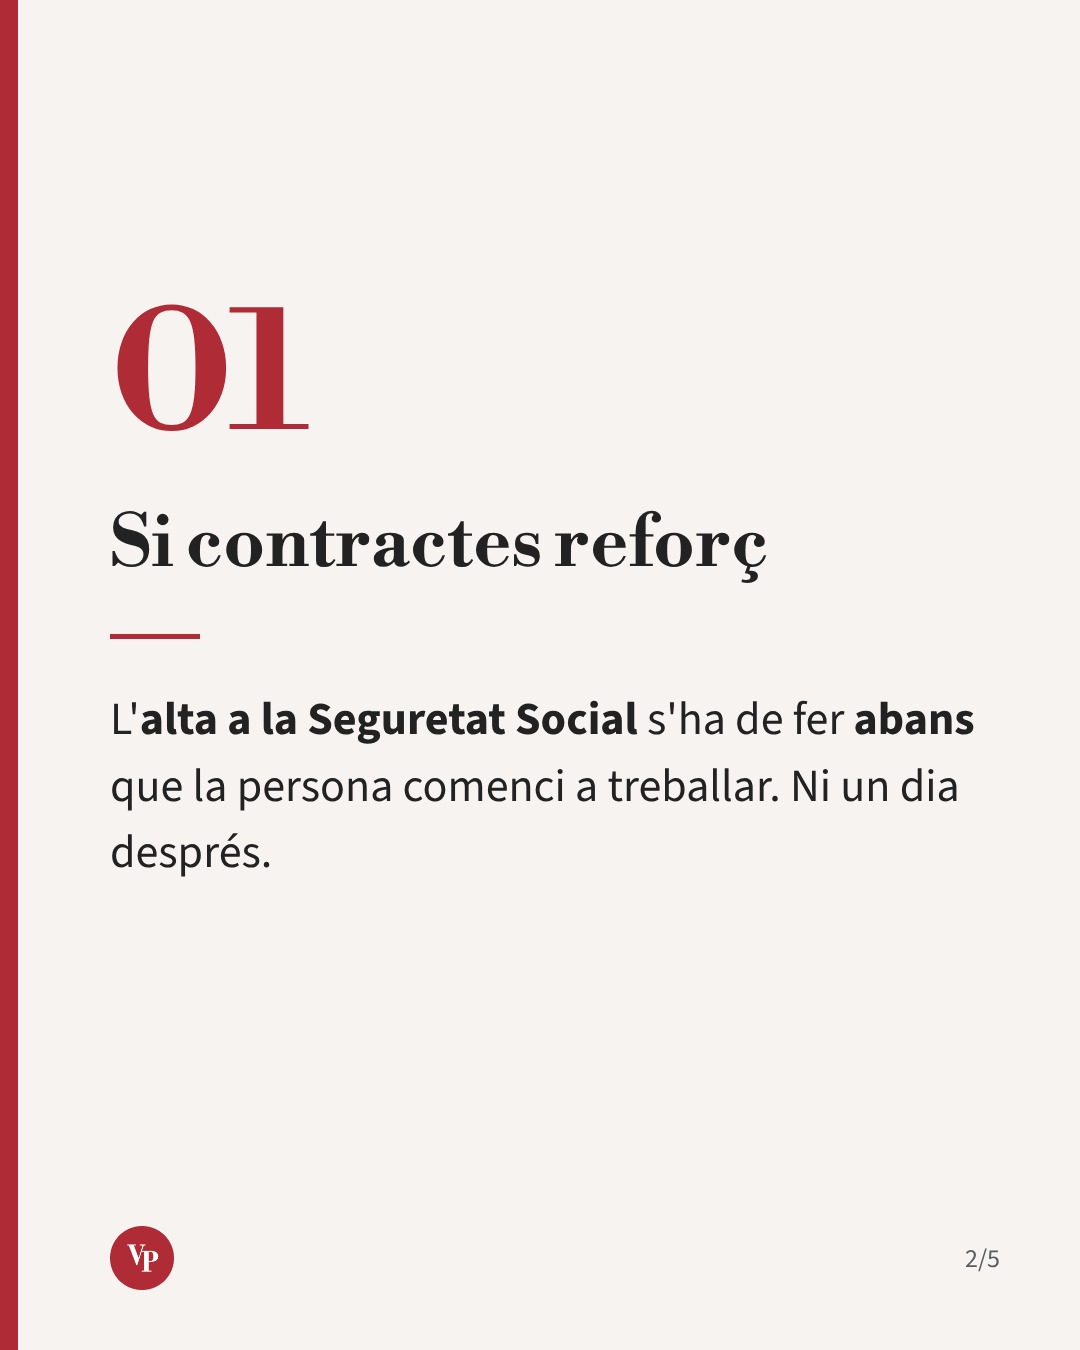 01
Si contractes reforç
L'alta a la Seguretat Social s'ha de fer abans
que la persona comenci a treballar. Ni un dia
després.
VP
2/5